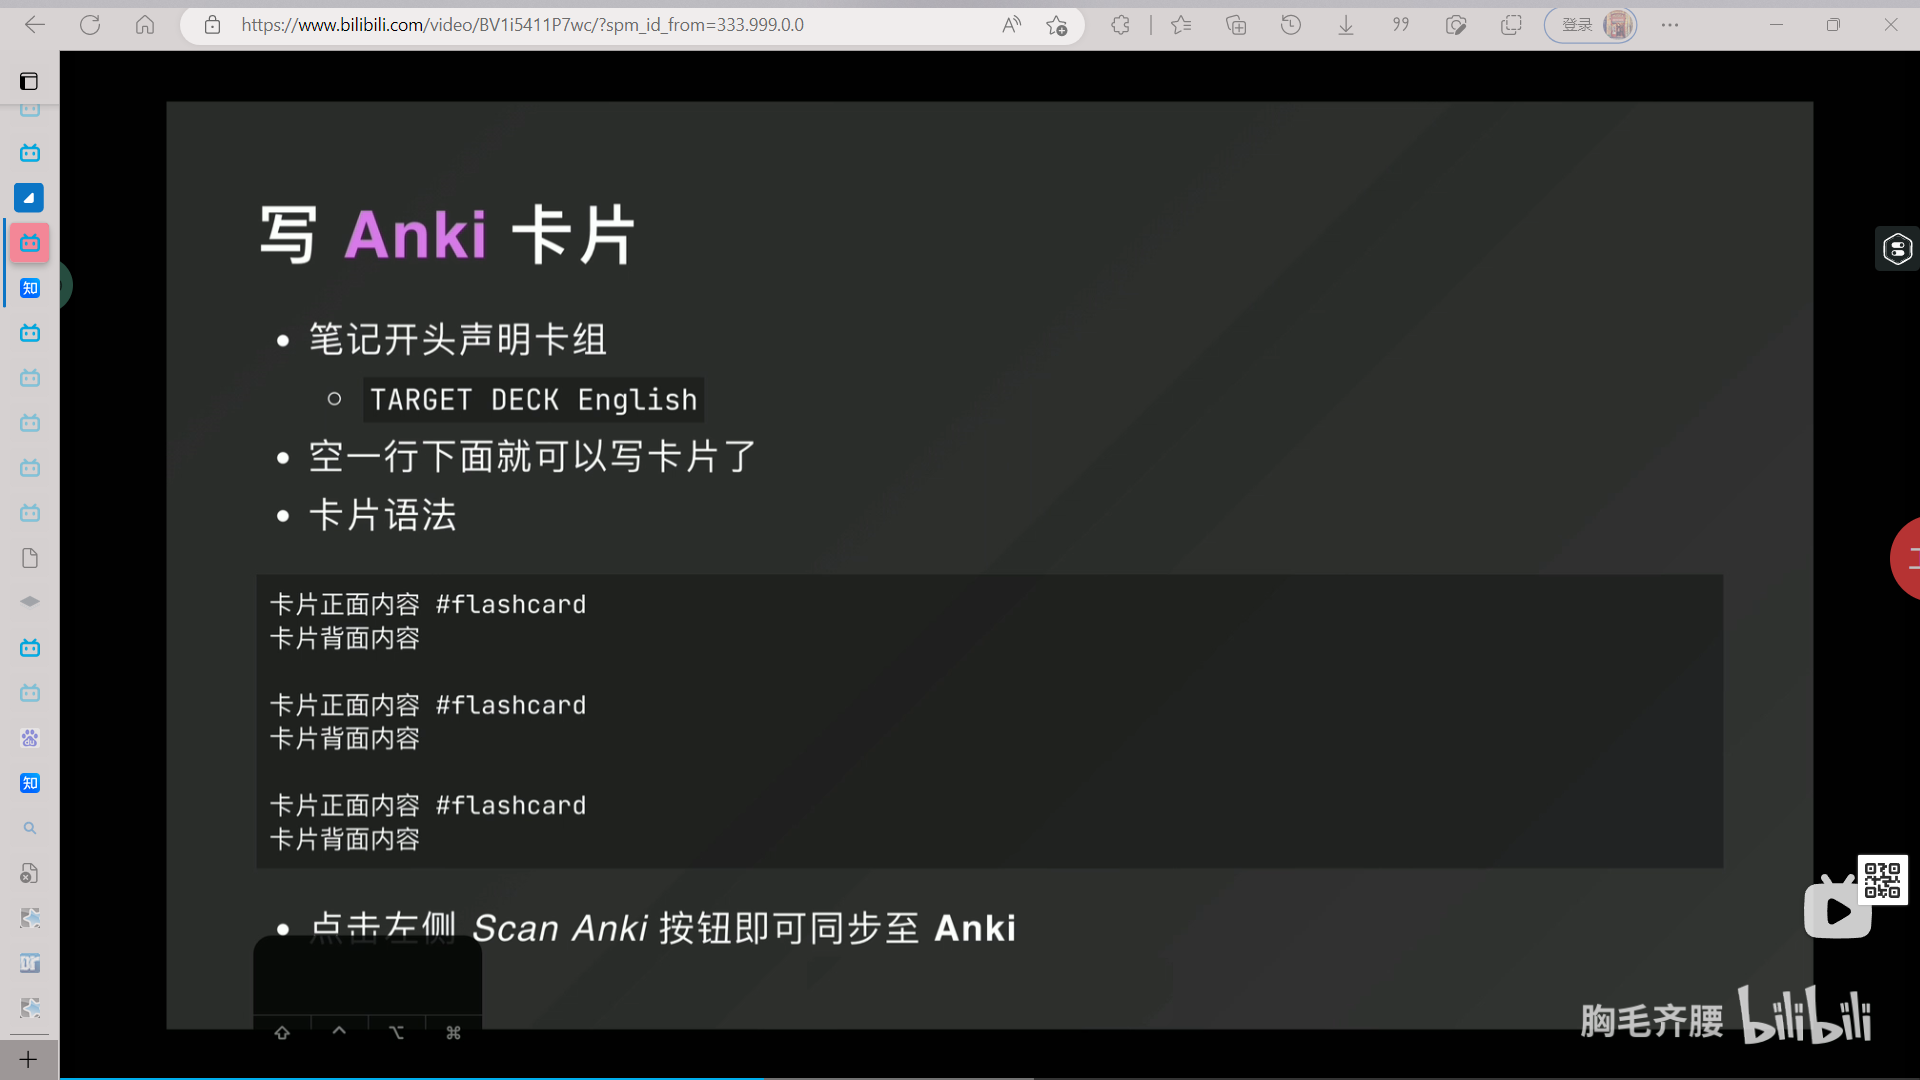 https://www.bilibili.com/video/BV1i5411P7wc/?spm_id_from=333.999.0.0
登录
写 Anki 卡片
笔记开头声明卡组
TARGET DECK English
空一行下面就可以写卡片了
卡片语法
卡片正面内容 #flashcard
卡片背面内容
卡片正面内容 #flashcard
卡片背面内容
卡片正面内容 #flashcard
卡片背面内容
点击左侧 Scan Anki 按钮即可同步至 Anki
胸毛齐腰 bilibili
知
知